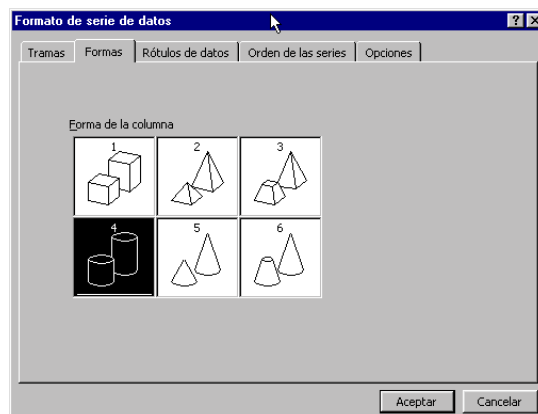 Formato de serie de datos
Tramas Formas Rótulos de datos Orden de las series Opciones
Forma de la columna
1 2 3
4 5 6
Aceptar Cancelar